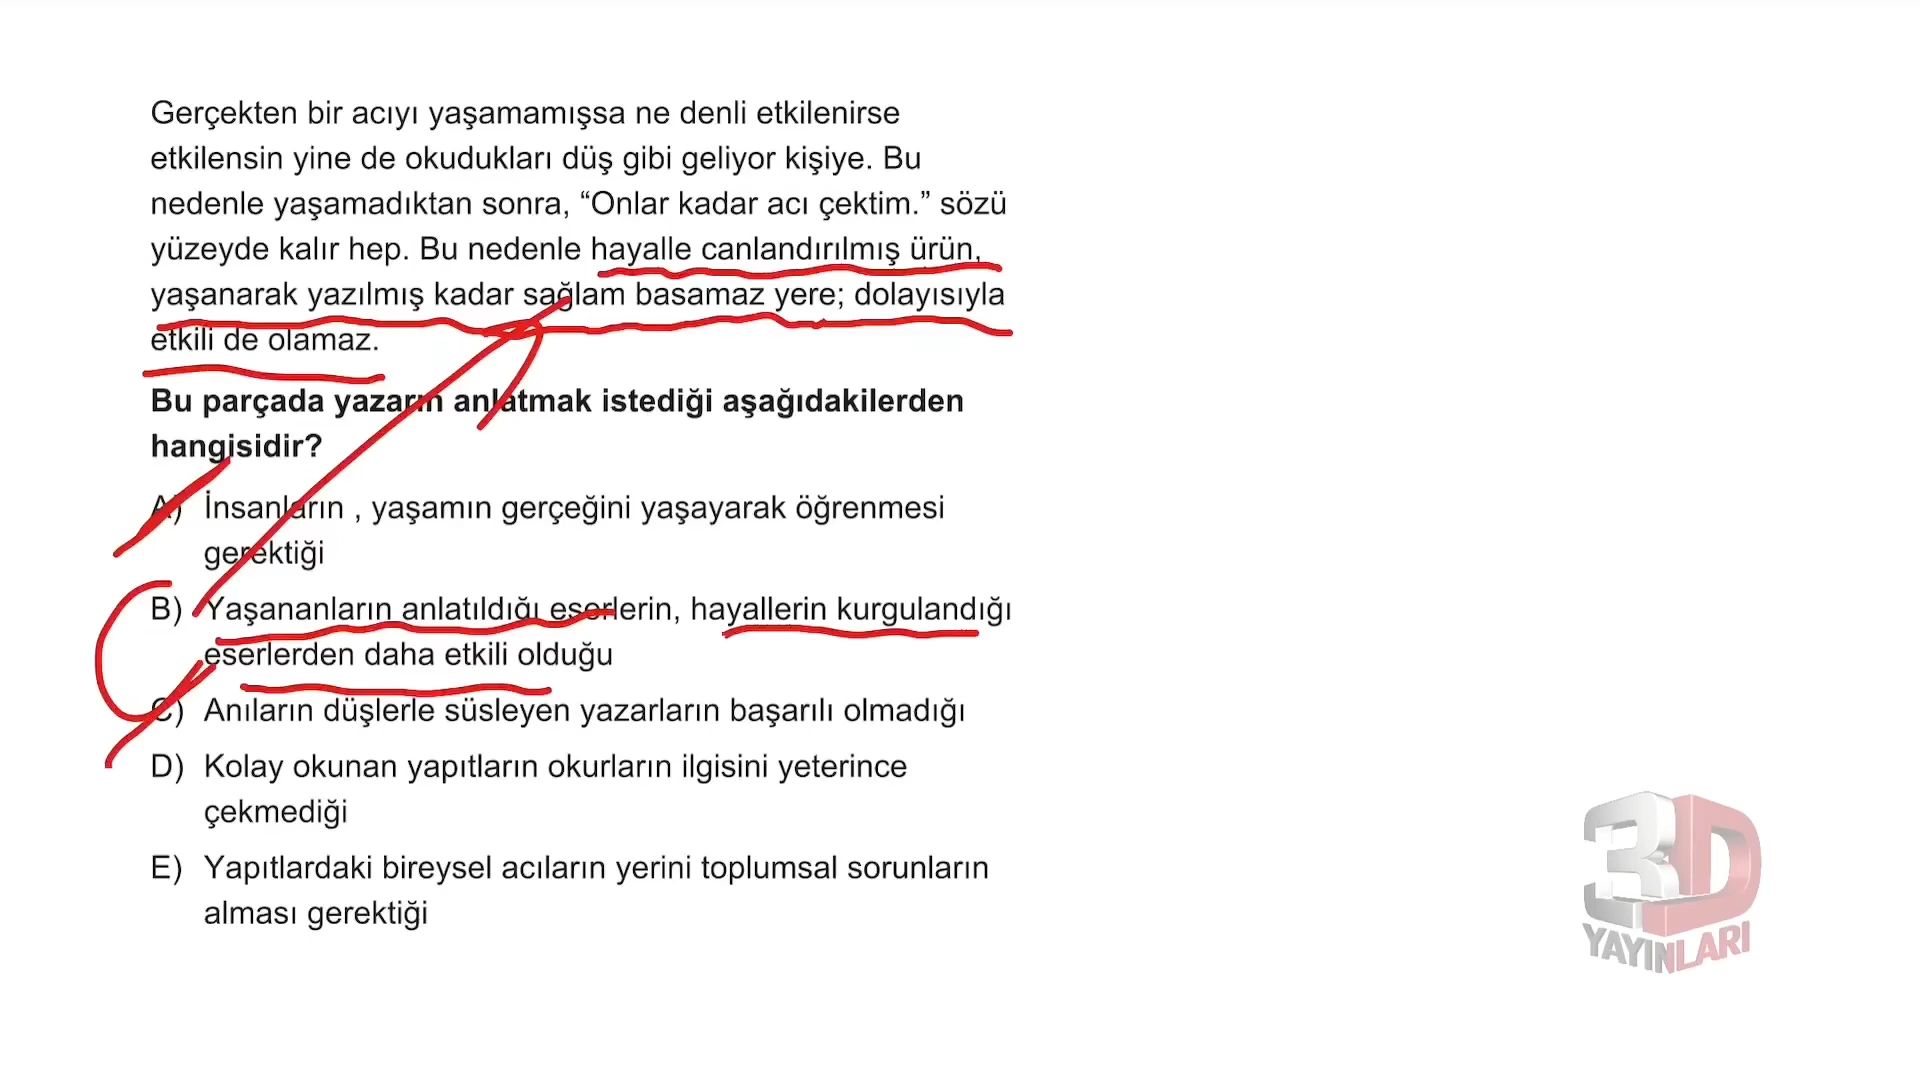 Gerçekten bir acıyı yaşamamışsa ne denli etkilenirse
etkilensin yine de okudukları düş gibi geliyor kişiye. Bu
nedenle yaşamadıktan sonra, “Onlar kadar acı çektim.” sözü
yüzeyde kalır hep. Bu nedenle hayalle canlandırılmış ürün,
yaşanarak yazılmış kadar sağlam basamaz yere; dolayısıyla
etkili de olamaz.
Bu parçada yazarın anlatmak istediği aşağıdakilerden
hangisidir?
A) İnsanların , yaşamın gerçeğini yaşayarak öğrenmesi
gerektiği
B) Yaşananların anlatıldığı eserlerin, hayallerin kurgulandığı
eserlerden daha etkili olduğu
C) Anıların düşlerle süsleyen yazarların başarılı olmadığı
D) Kolay okunan yapıtların okurların ilgisini yeterince
çekmediği
E) Yapıtlardaki bireysel acıların yerini toplumsal sorunların
alması gerektiği
3D
YAYINLARI